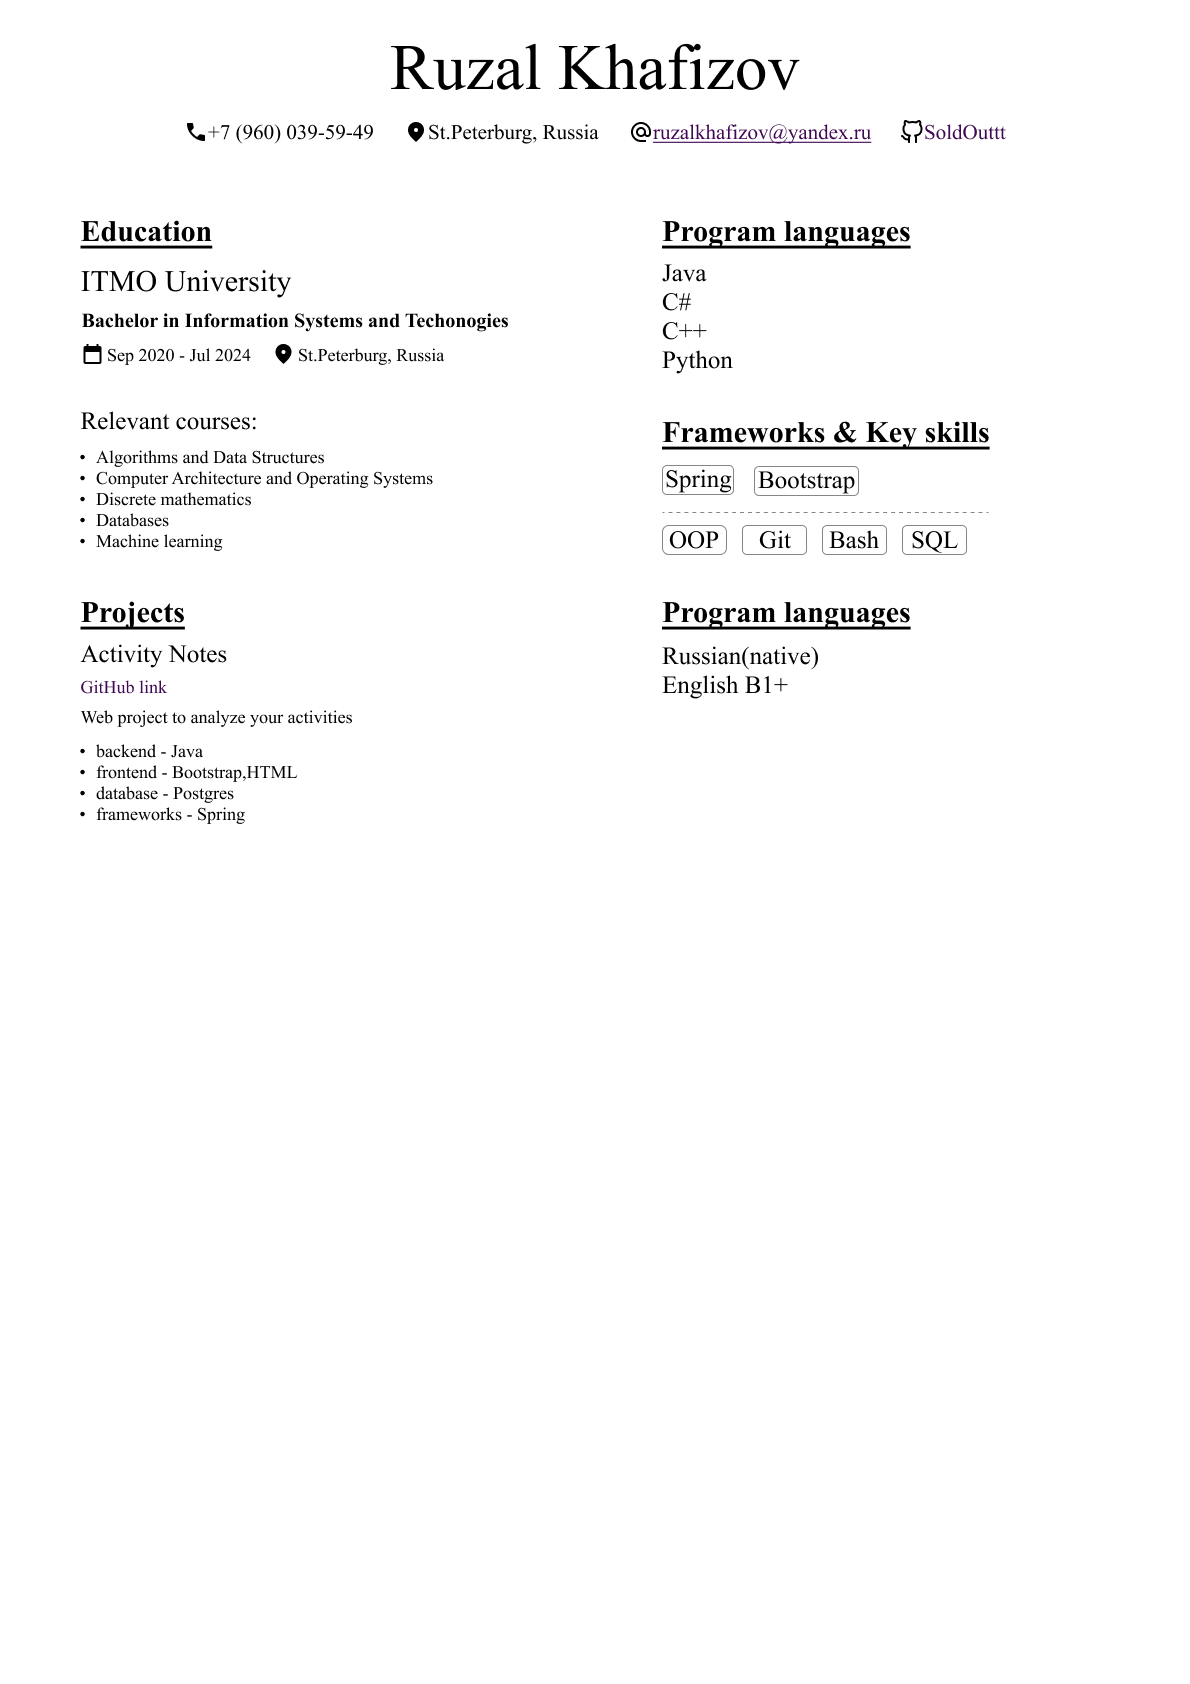 Ruzal Khafizov
+7 (960) 039-59-49 St.Peterburg, Russia ruzalkhafizov@yandex.ru SoldOuttt
Education
ITMO University
Bachelor in Information Systems and Techonogies
Sep 2020 - Jul 2024 St.Peterburg, Russia
Relevant courses:
• Algorithms and Data Structures
• Computer Architecture and Operating Systems
• Discrete mathematics
• Databases
• Machine learning
Projects
Activity Notes
GitHub link
Web project to analyze your activities
• backend - Java
• frontend - Bootstrap,HTML
• database - Postgres
• frameworks - Spring
Program languages
Java
C#
C++
Python
Frameworks & Key skills
Spring Bootstrap
OOP Git Bash SQL
Program languages
Russian(native)
English B1+